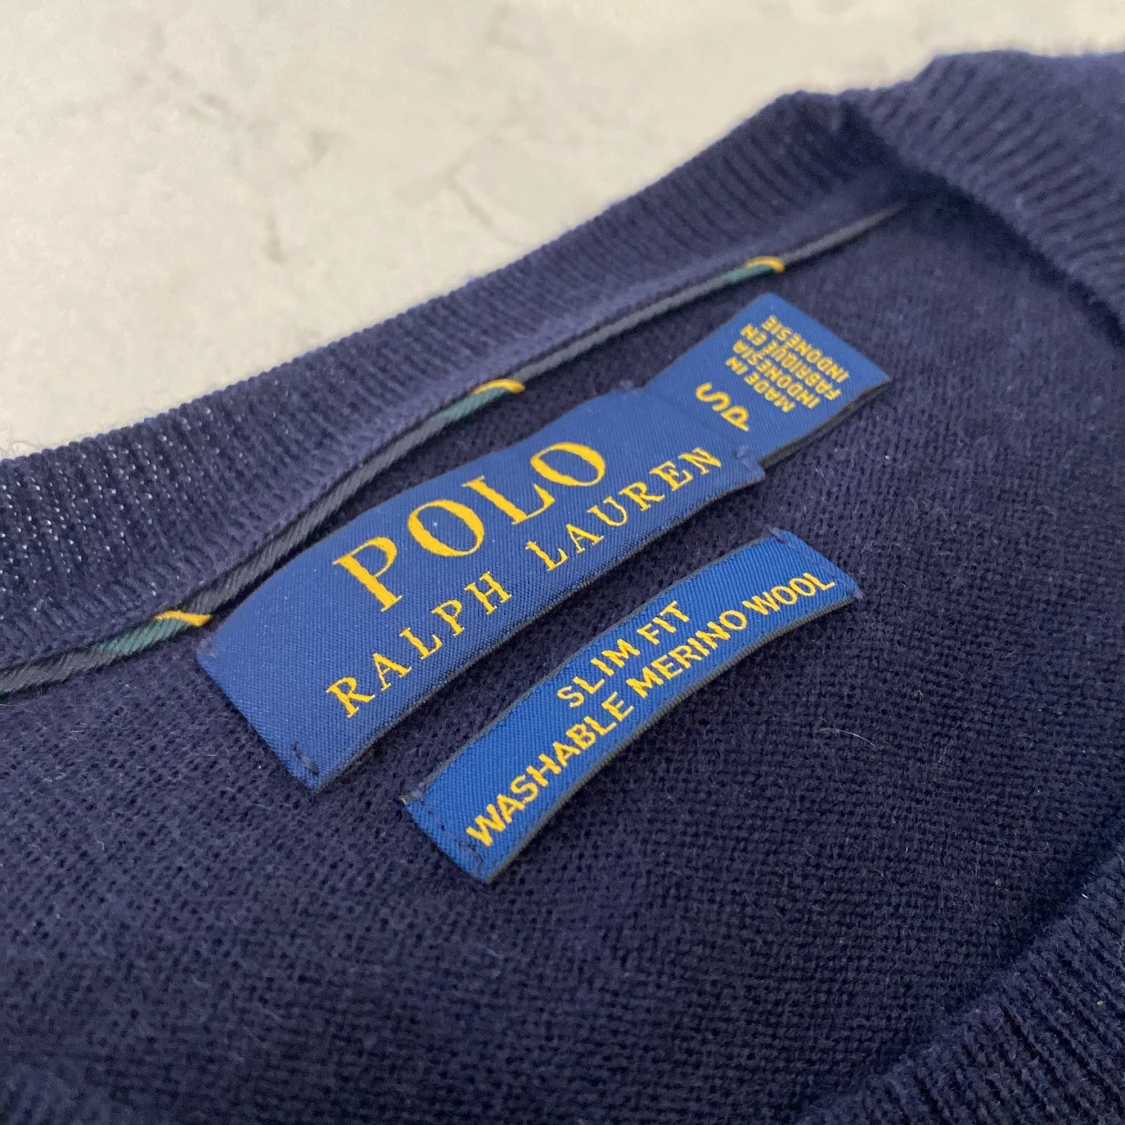 POLO
RALPH LAUREN
S
P
MADE IN
INDONESIA
FABRIQUÉ EN
INDONÉSIE
SLIM FIT
WASHABLE MERINO WOOL